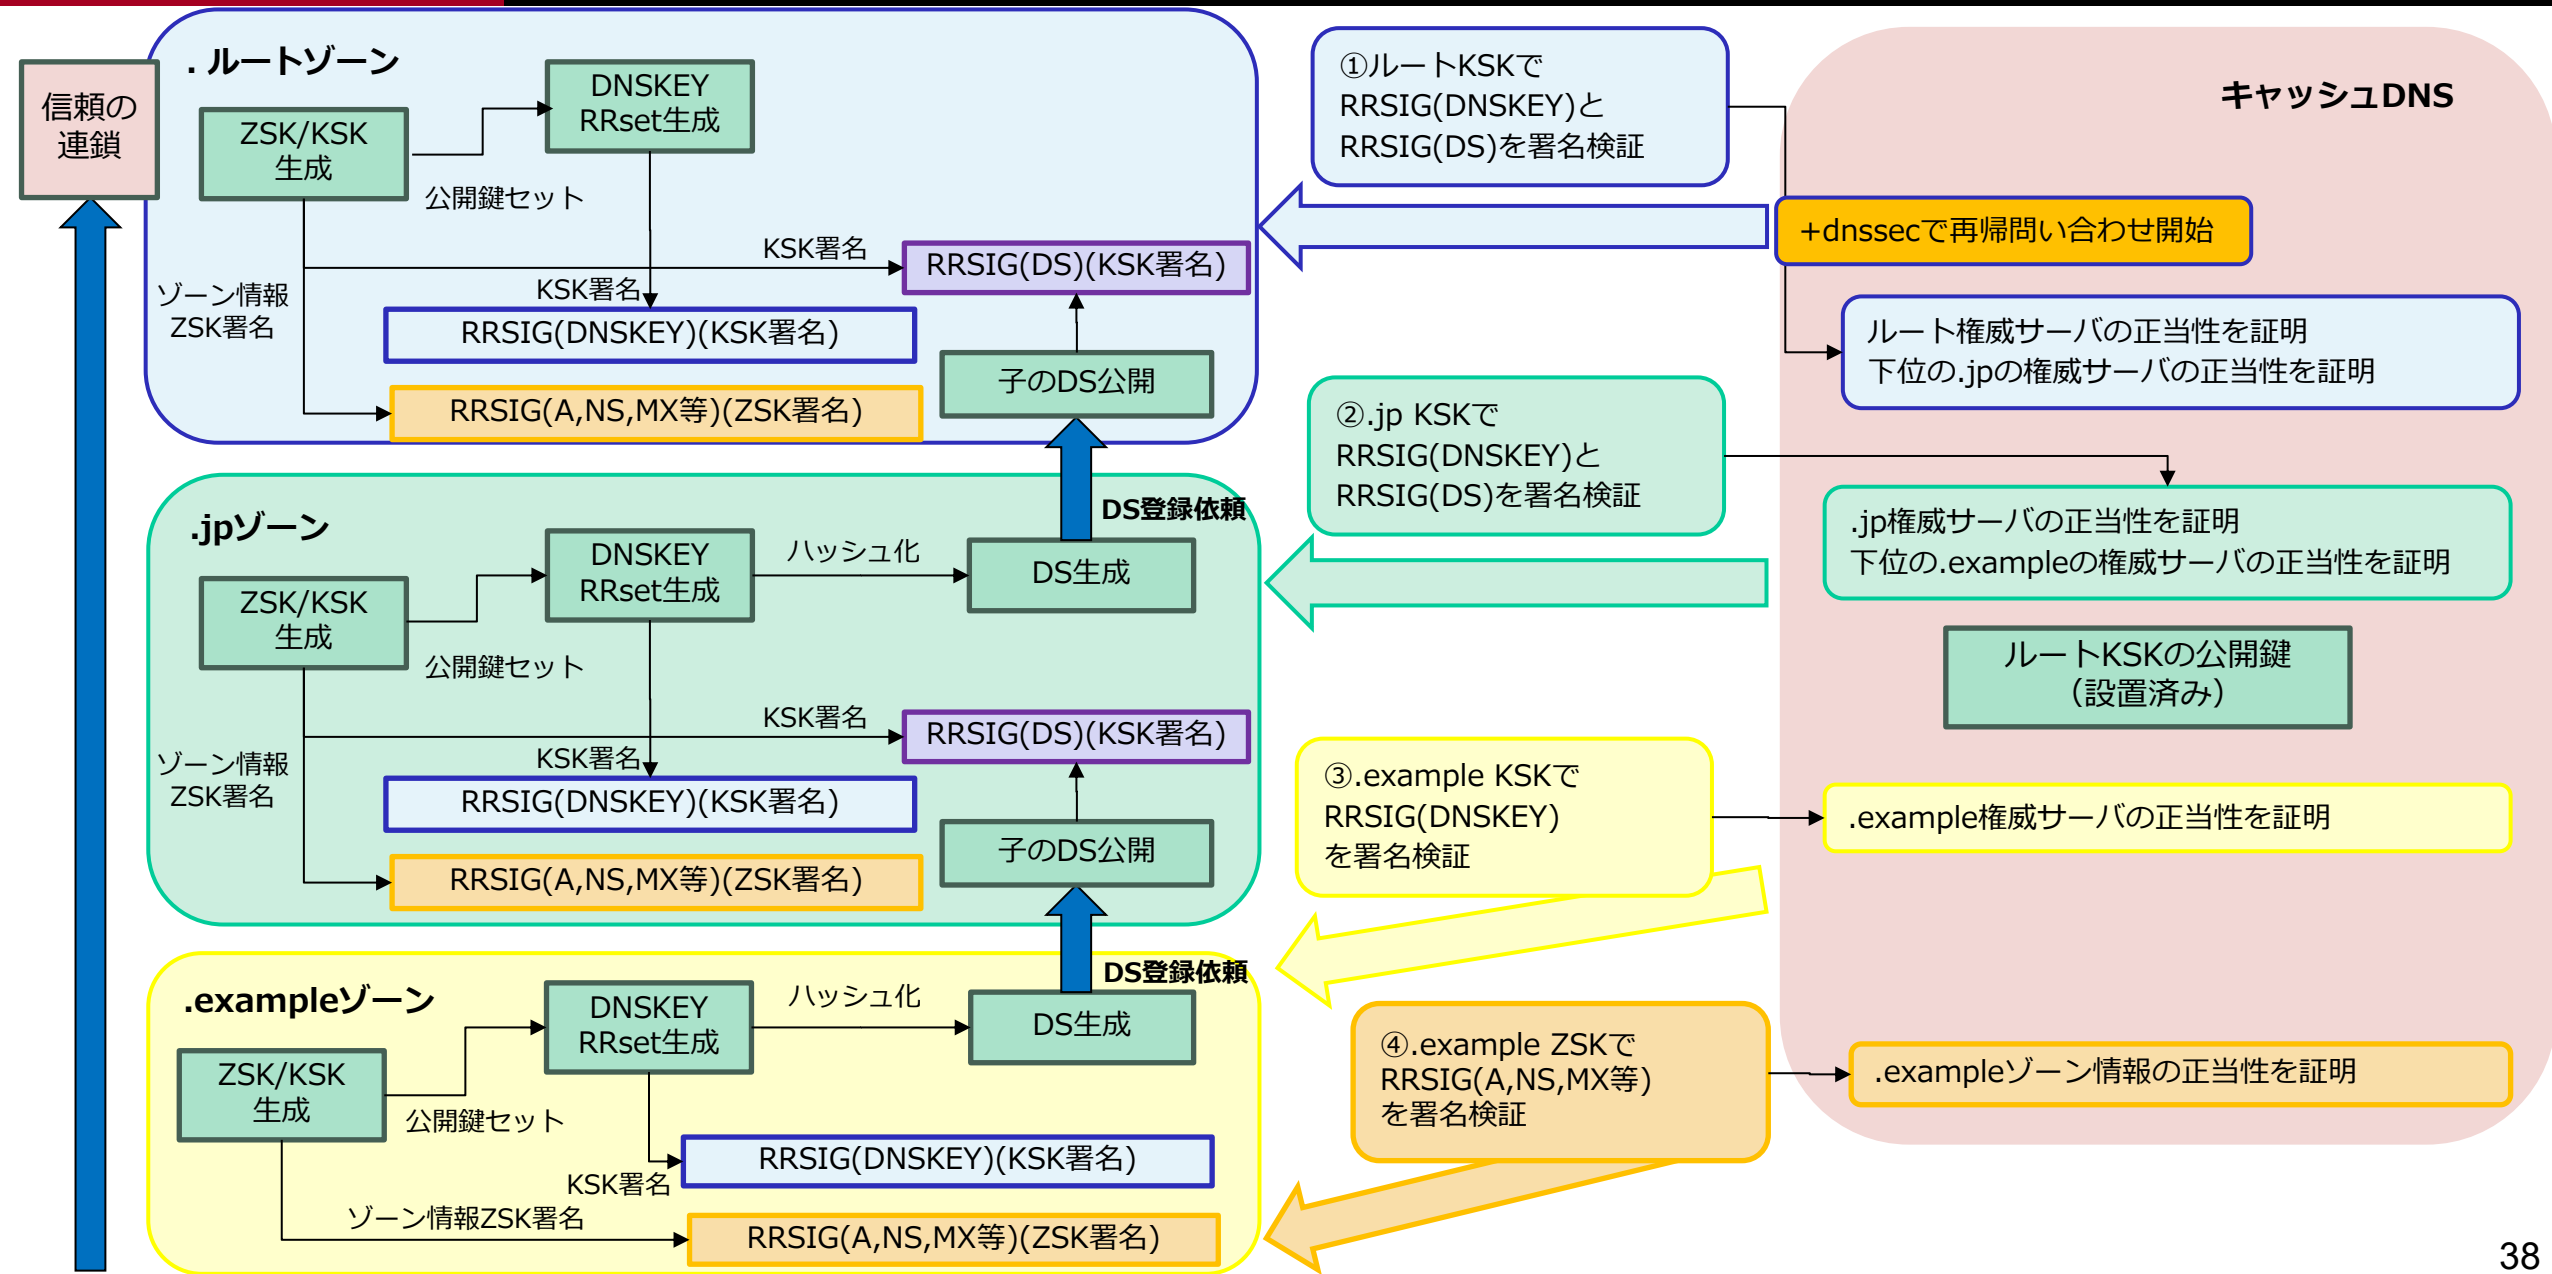 信頼の
連鎖
. ルートゾーン
ZSK/KSK
生成
DNSKEY
RRset生成
公開鍵セット
KSK署名
RRSIG(DS)(KSK署名)
ゾーン情報
ZSK署名
KSK署名
RRSIG(DNSKEY)(KSK署名)
子のDS公開
RRSIG(A,NS,MX等)(ZSK署名)
DS登録依頼
.jpゾーン
ZSK/KSK
生成
DNSKEY
RRset生成
ハッシュ化
DS生成
公開鍵セット
KSK署名
RRSIG(DS)(KSK署名)
ゾーン情報
ZSK署名
KSK署名
RRSIG(DNSKEY)(KSK署名)
子のDS公開
RRSIG(A,NS,MX等)(ZSK署名)
DS登録依頼
.exampleゾーン
ZSK/KSK
生成
DNSKEY
RRset生成
ハッシュ化
DS生成
公開鍵セット
KSK署名
RRSIG(DNSKEY)(KSK署名)
ゾーン情報ZSK署名
RRSIG(A,NS,MX等)(ZSK署名)
①ルートKSKで
RRSIG(DNSKEY)と
RRSIG(DS)を署名検証
②.jp KSKで
RRSIG(DNSKEY)と
RRSIG(DS)を署名検証
③.example KSKで
RRSIG(DNSKEY)
を署名検証
④.example ZSKで
RRSIG(A,NS,MX等)
を署名検証
キャッシュDNS
+dnssecで再帰問い合わせ開始
ルート権威サーバの正当性を証明
下位の.jpの権威サーバの正当性を証明
.jp権威サーバの正当性を証明
下位の.exampleの権威サーバの正当性を証明
ルートKSKの公開鍵
（設置済み）
.example権威サーバの正当性を証明
.exampleゾーン情報の正当性を証明
38